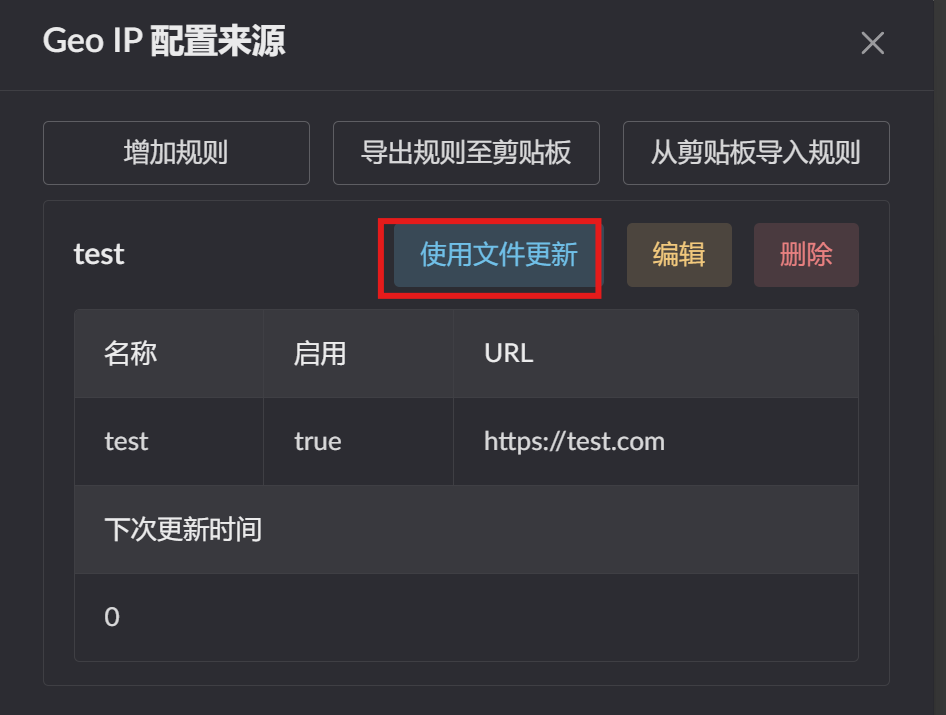 Geo IP 配置来源
增加规则 导出规则至剪贴板 从剪贴板导入规则
test 使用文件更新 编辑 删除
名称 启用 URL
test true https://test.com
下次更新时间
0